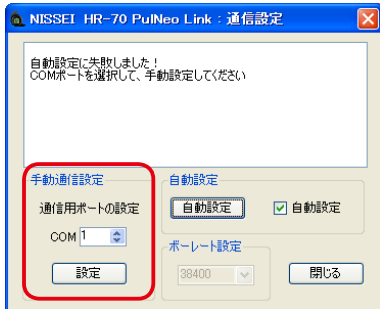 NISSEI HR-70 PulNeo Link：通信設定
自動設定に失敗しました！
COMポートを選択して、手動設定してください
手動通信設定
通信用ポートの設定
COM 1
設定
自動設定
自動設定
自動設定
ボーレート設定
38400
閉じる